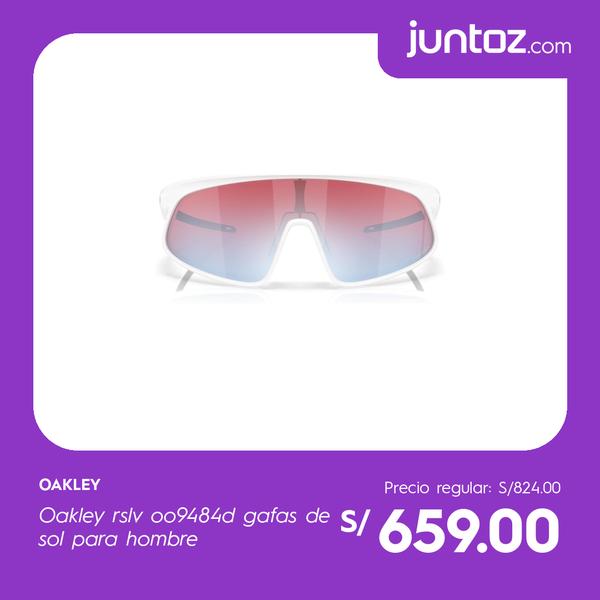 juntoz.com
OAKLEY
Oakley rslv oo9484d gafas de
sol para hombre
Precio regular: S/824.00
S/ 659.00